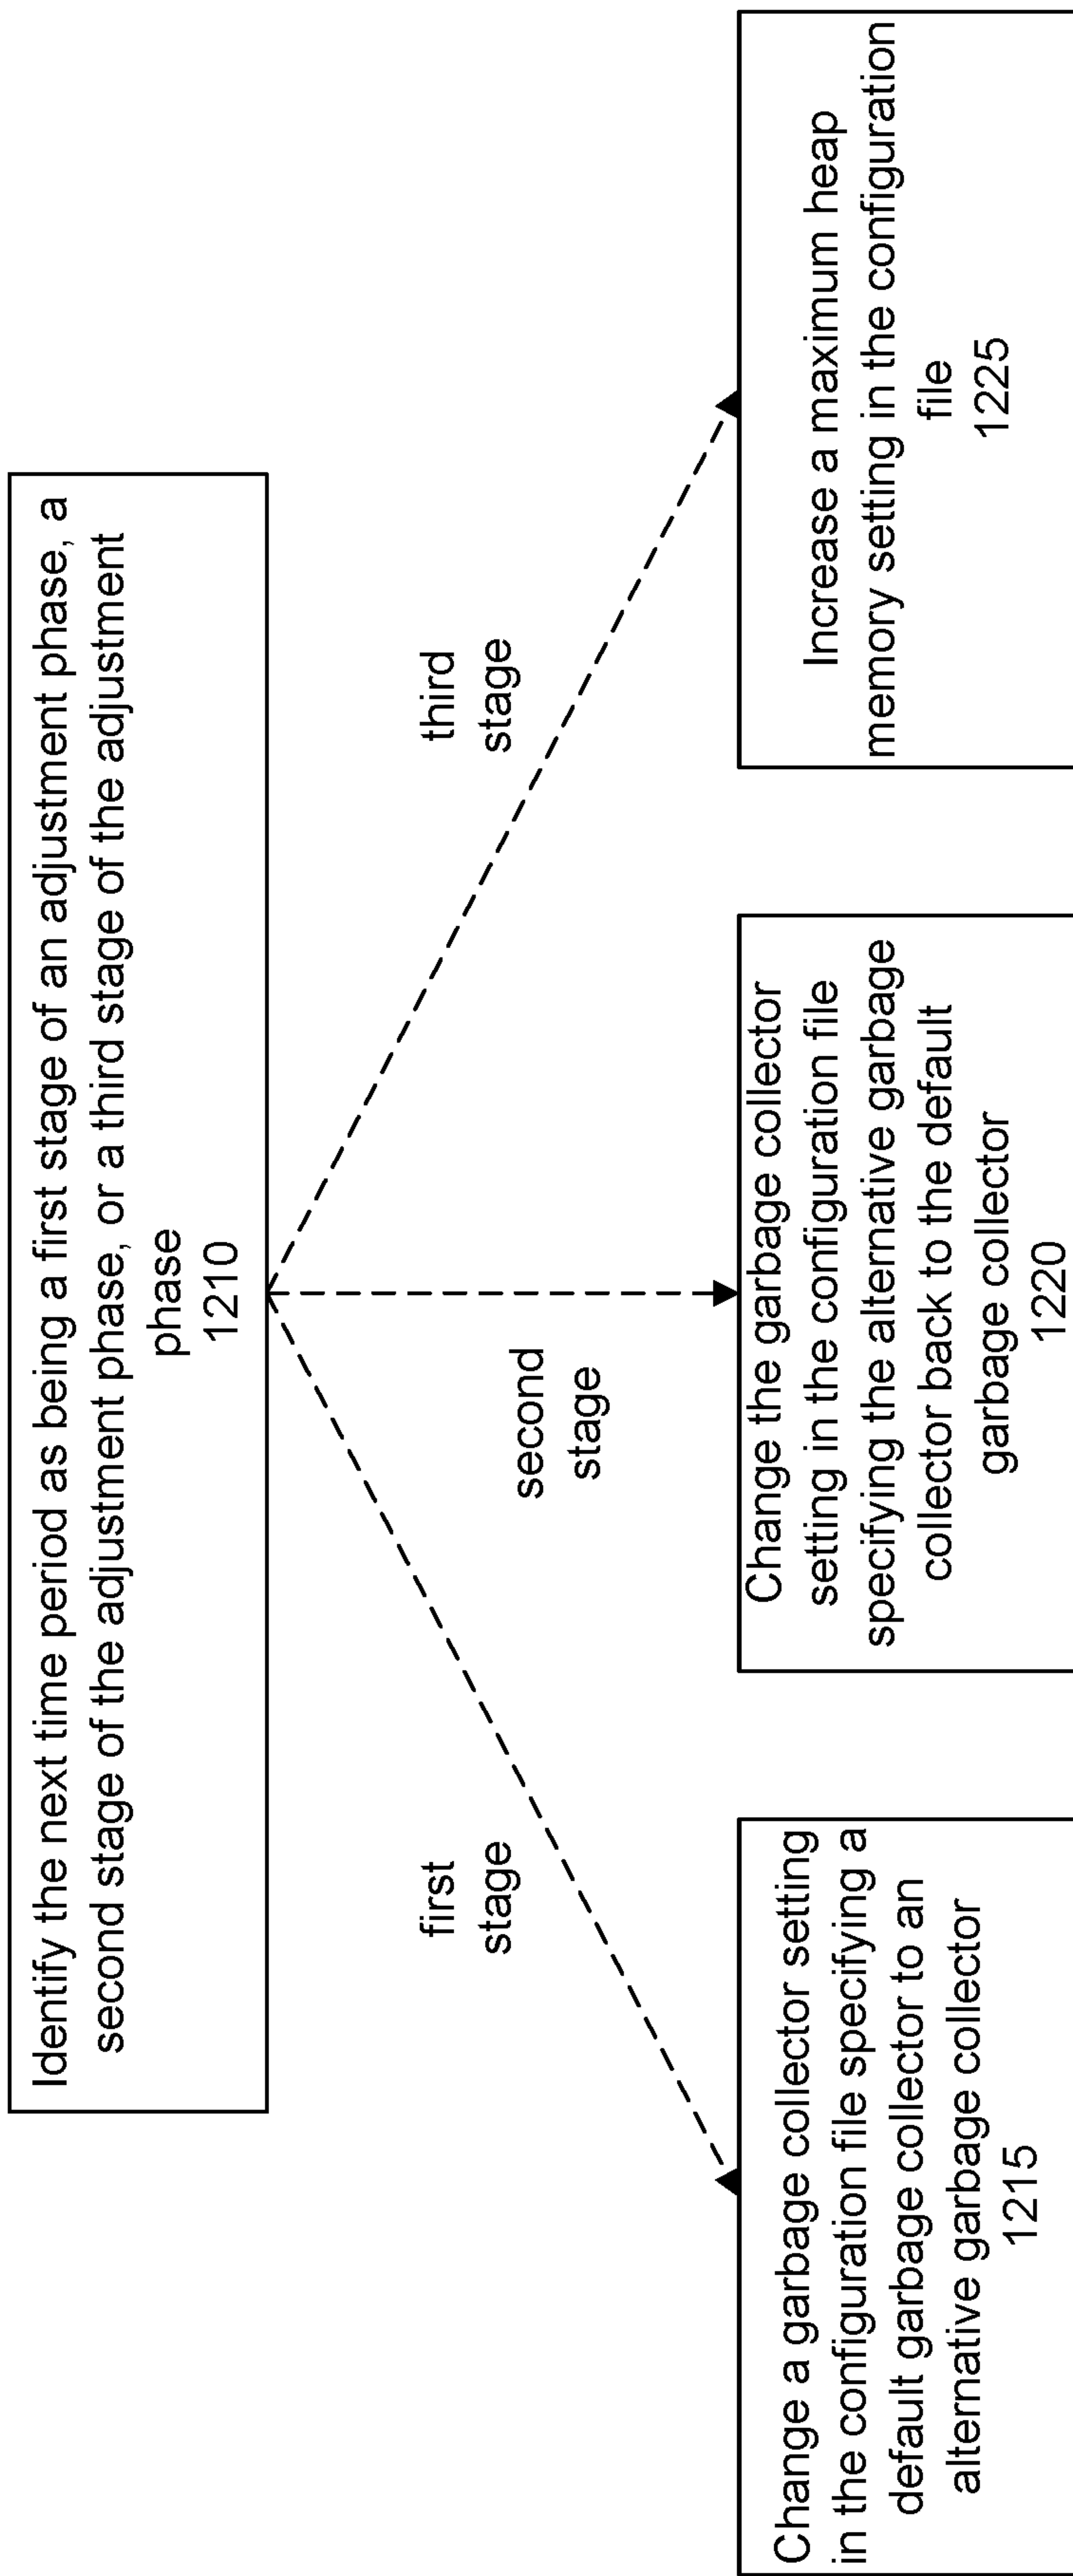 Identify the next time period as being a first stage of an adjustment phase, a
second stage of the adjustment phase, or a third stage of the adjustment
phase
1210
first
stage
second
stage
third
stage
Change a garbage collector setting
in the configuration file specifying a
default garbage collector to an
alternative garbage collector
1215
Change the garbage collector
setting in the configuration file
specifying the alternative garbage
collector back to the default
garbage collector
1220
Increase a maximum heap
memory setting in the configuration
file
1225